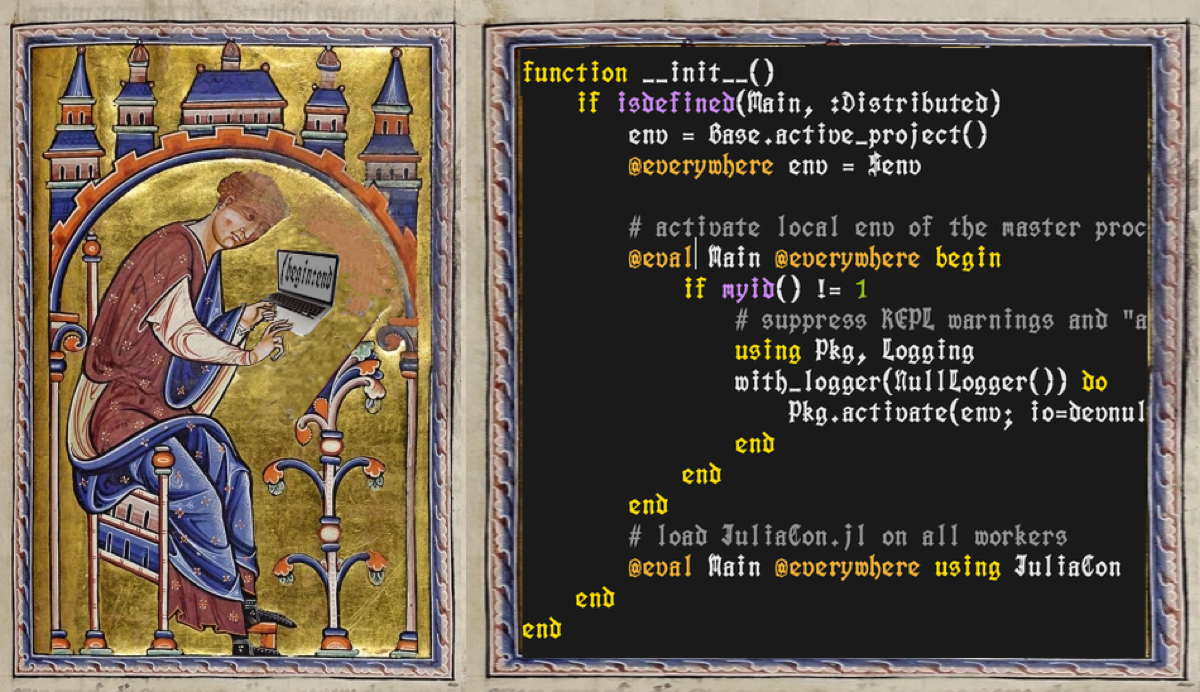 (begin:end
function __init__()
if isdefined(Main, :Distributed)
env = Base.active_project()
@everywhere env = $env
# activate local env of the master proc
@eval Main @everywhere begin
if myid() != 1
# suppress REPL warnings and "a
using Pkg, Logging
with_logger(NullLogger()) do
Pkg.activate(env; io=devnul
end
end
end
# load JuliaCon.jl on all workers
@eval Main @everywhere using JuliaCon
end
end